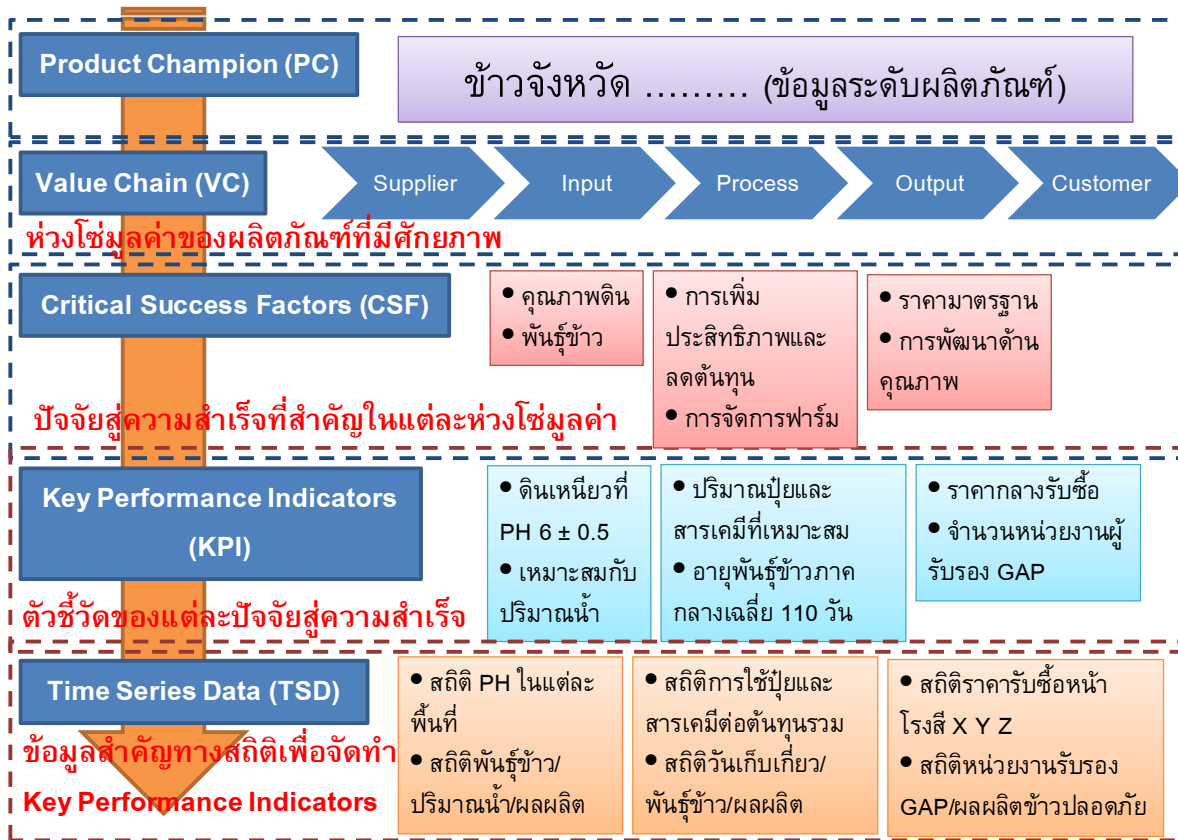 Product Champion (PC)
ข้าวจังหวัด ……… (ข้อมูลระดับผลิตภัณฑ์)
Value Chain (VC)
Supplier
Input
Process
Output
Customer
ห่วงโซ่มูลค่าของผลิตภัณฑ์ที่มีศักยภาพ
Critical Success Factors (CSF)
• คุณภาพดิน
• พันธุ์ข้าว
• การเพิ่ม
ประสิทธิภาพและ
ลดต้นทุน
• การจัดการฟาร์ม
• ราคามาตรฐาน
• การพัฒนาด้าน
คุณภาพ
ปัจจัยสู่ความสำเร็จที่สำคัญในแต่ละห่วงโซ่มูลค่า
Key Performance Indicators
(KPI)
• ดินเหนียวที่
PH 6 ± 0.5
• เหมาะสมกับ
ปริมาณน้ำ
• ปริมาณปุ๋ยและ
สารเคมีที่เหมาะสม
• อายุพันธุ์ข้าวภาค
กลางเฉลี่ย 110 วัน
• ราคากลางรับซื้อ
• จำนวนหน่วยงานผู้
รับรอง GAP
ตัวชี้วัดของแต่ละปัจจัยสู่ความสำเร็จ
Time Series Data (TSD)
• สถิติ PH ในแต่ละ
พื้นที่
• สถิติพันธุ์ข้าว/
ปริมาณน้ำ/ผลผลิต
• สถิติการใช้ปุ๋ยและ
สารเคมีต่อต้นทุนรวม
• สถิติวันเก็บเกี่ยว/
พันธุ์ข้าว/ผลผลิต
• สถิติราคารับซื้อหน้า
โรงสี X Y Z
• สถิติหน่วยงานรับรอง
GAP/ผลผลิตข้าวปลอดภัย
ข้อมูลสำคัญทางสถิติเพื่อจัดทำ
Key Performance Indicators